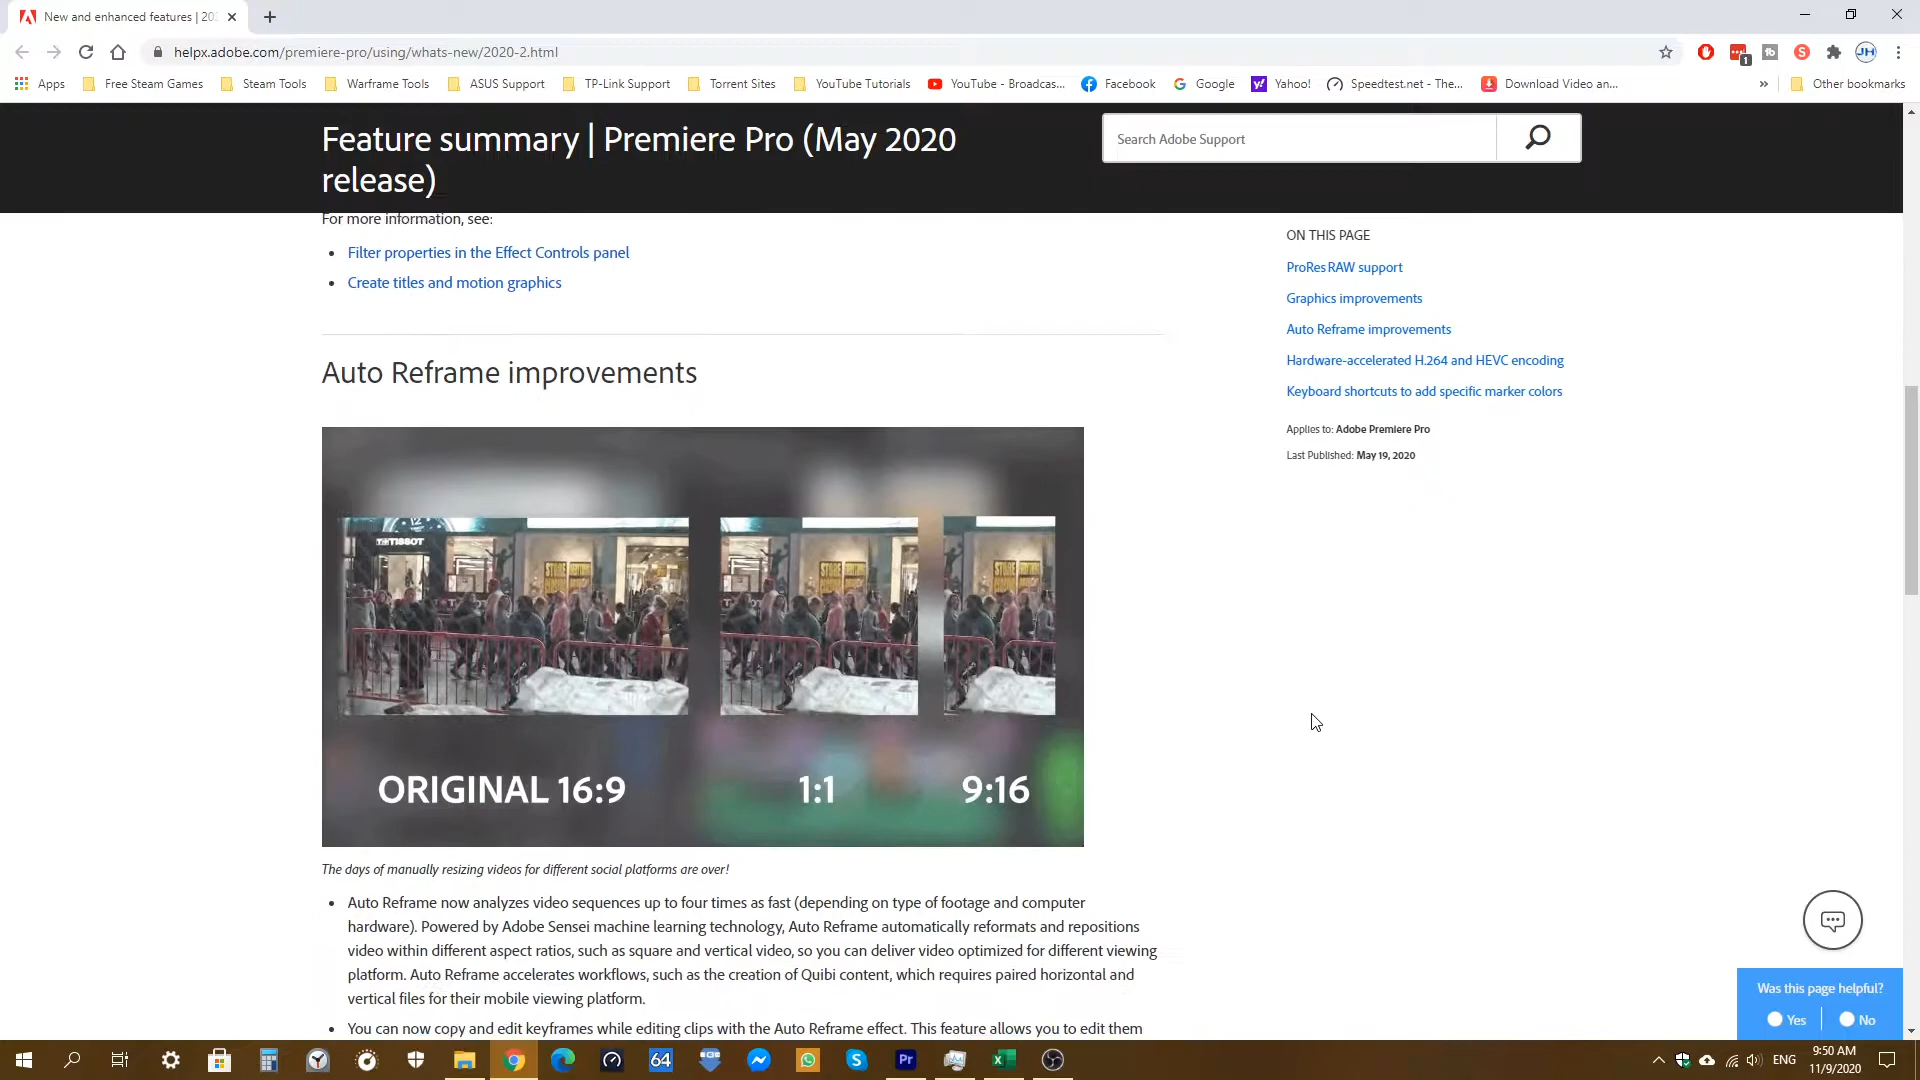 New and enhanced features | 20
helpx.adobe.com/premiere-pro/using/whats-new/2020-2.html
JH
1
Apps
Free Steam Games
Steam Tools
Warframe Tools
ASUS Support
TP-Link Support
Torrent Sites
YouTube Tutorials
YouTube - Broadcas...
Facebook
Google
Yahoo!
Speedtest.net - The...
Download Video an...
Other bookmarks
Feature summary | Premiere Pro (May 2020
release)
Search Adobe Support
For more information, see:
Filter properties in the Effect Controls panel
Create titles and motion graphics
ON THIS PAGE
ProRes RAW support
Graphics improvements
Auto Reframe improvements
Hardware-accelerated H.264 and HEVC encoding
Keyboard shortcuts to add specific marker colors
Applies to: Adobe Premiere Pro
Last Published: May 19, 2020
Auto Reframe improvements
TISSOT
ORIGINAL 16:9
1:1
9:16
The days of manually resizing videos for different social platforms are over!
Auto Reframe now analyzes video sequences up to four times as fast (depending on type of footage and computer
hardware). Powered by Adobe Sensei machine learning technology, Auto Reframe automatically reformats and repositions
video within different aspect ratios, such as square and vertical video, so you can deliver video optimized for different viewing
platform. Auto Reframe accelerates workflows, such as the creation of Quibi content, which requires paired horizontal and
vertical files for their mobile viewing platform.
You can now copy and edit keyframes while editing clips with the Auto Reframe effect. This feature allows you to edit them
Was this page helpful?
Yes
No
64
Pr
ENG
9:50 AM
11/9/2020